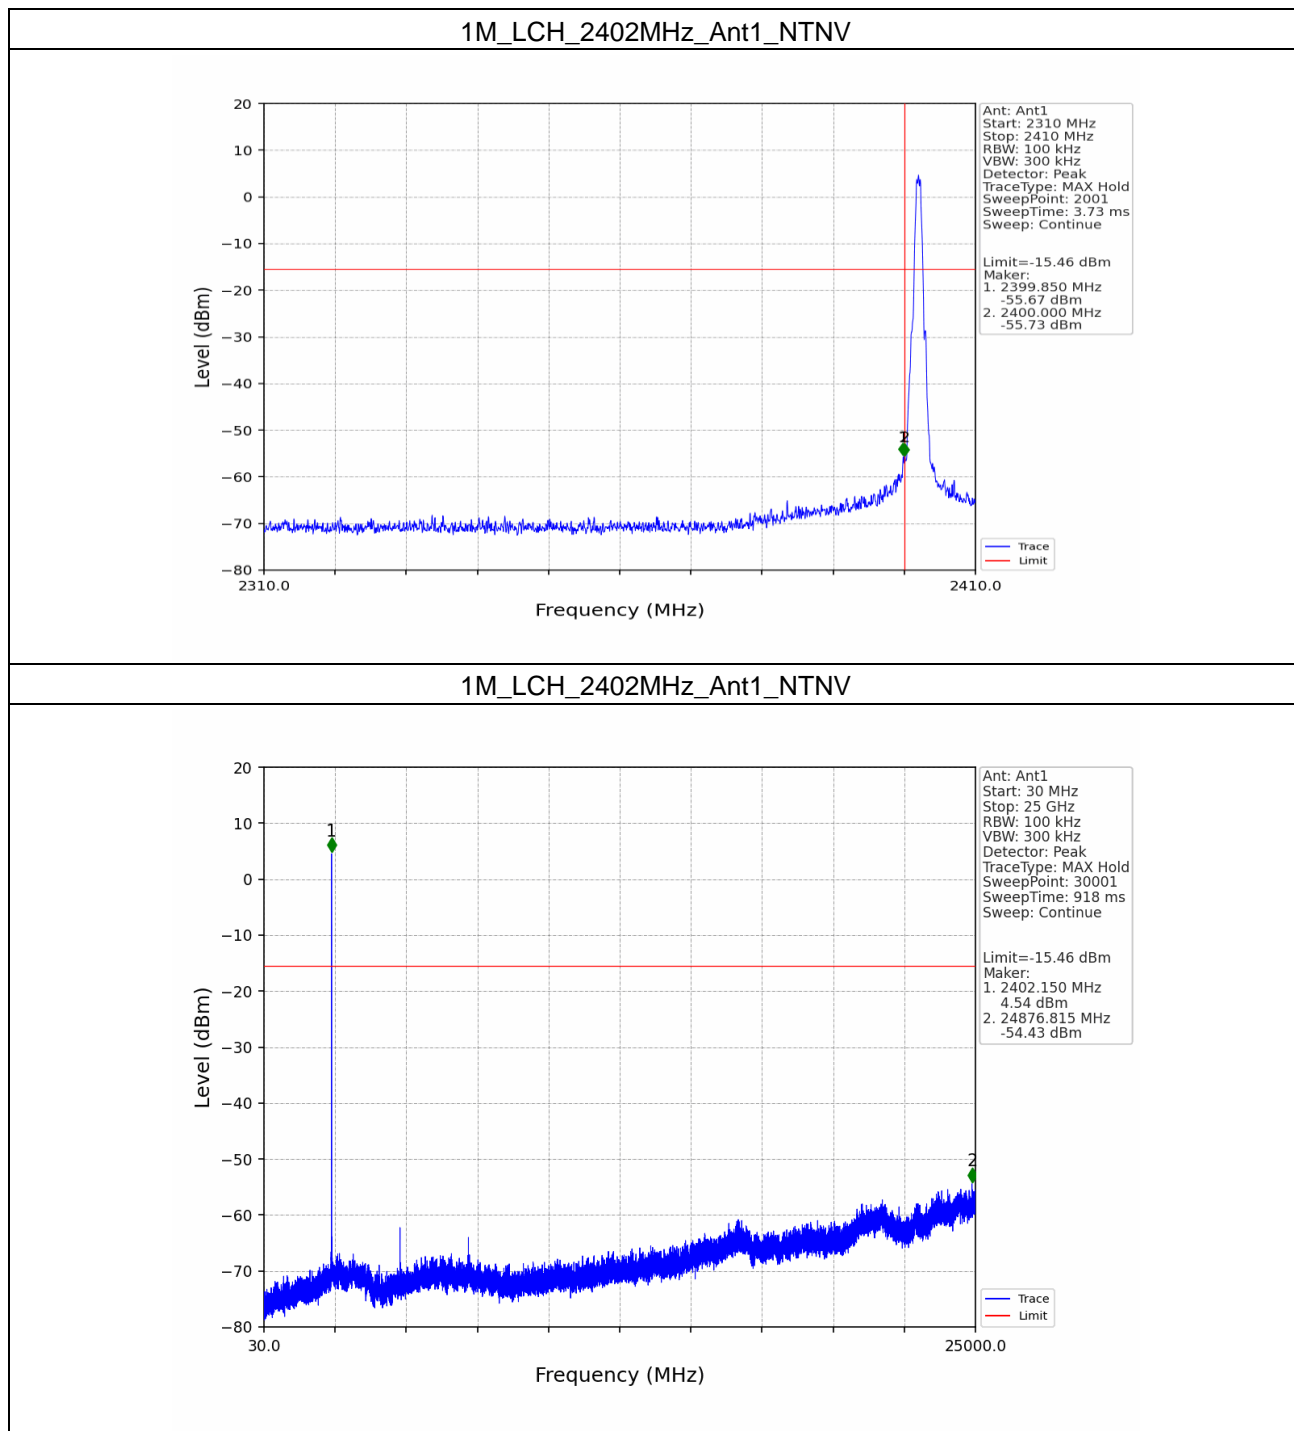 1M_LCH_2402MHz_Ant1_NTNV
20
10
0
−10
−20
−30
−40
−50
−60
−70
−80
Level (dBm)
2310.0
2410.0
Frequency (MHz)
1
2
Ant: Ant1
Start: 2310 MHz
Stop: 2410 MHz
RBW: 100 kHz
VBW: 300 kHz
Detector: Peak
TraceType: MAX Hold
SweepPoint: 2001
SweepTime: 3.73 ms
Sweep: Continue
Limit=-15.46 dBm
Maker:
1. 2399.850 MHz
-55.67 dBm
2. 2400.000 MHz
-55.73 dBm
Trace
Limit
1M_LCH_2402MHz_Ant1_NTNV
20
10
0
−10
−20
−30
−40
−50
−60
−70
−80
Level (dBm)
30.0
25000.0
Frequency (MHz)
1
2
Ant: Ant1
Start: 30 MHz
Stop: 25 GHz
RBW: 100 kHz
VBW: 300 kHz
Detector: Peak
TraceType: MAX Hold
SweepPoint: 30001
SweepTime: 918 ms
Sweep: Continue
Limit=-15.46 dBm
Maker:
1. 2402.150 MHz
4.54 dBm
2. 24876.815 MHz
-54.43 dBm
Trace
Limit